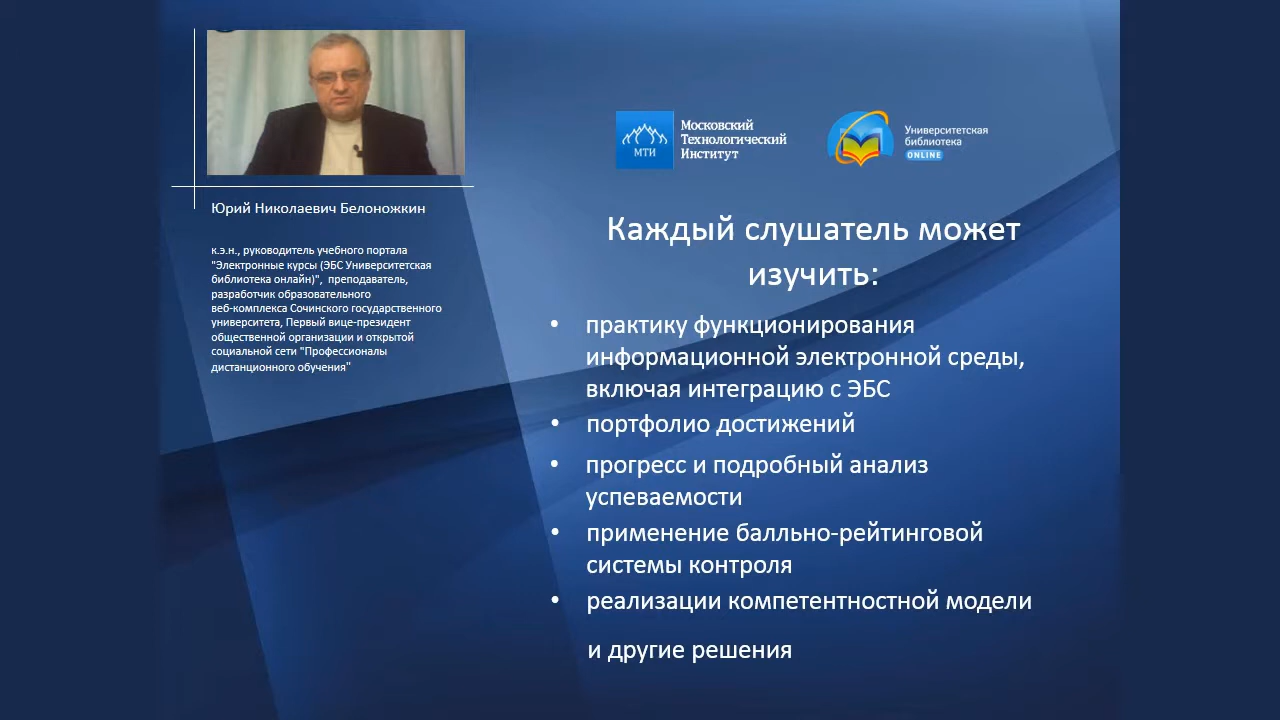 Юрий Николаевич Белоножкин
к.э.н., руководитель учебного портала
"Электронные курсы (ЭБС Университетская
библиотека онлайн)", преподаватель,
разработчик образовательного
веб-комплекса Сочинского государственного
университета, Первый вице-президент
общественной организации и открытой
социальной сети "Профессионалы
дистанционного обучения"
МТИ
Московский
Технологический
Институт
Университетская
библиотека
ONLINE
Каждый слушатель может
изучить:
• практику функционирования
информационной электронной среды,
включая интеграцию с ЭБС
• портфолио достижений
• прогресс и подробный анализ
успеваемости
• применение балльно-рейтинговой
системы контроля
• реализации компетентностной модели
и другие решения